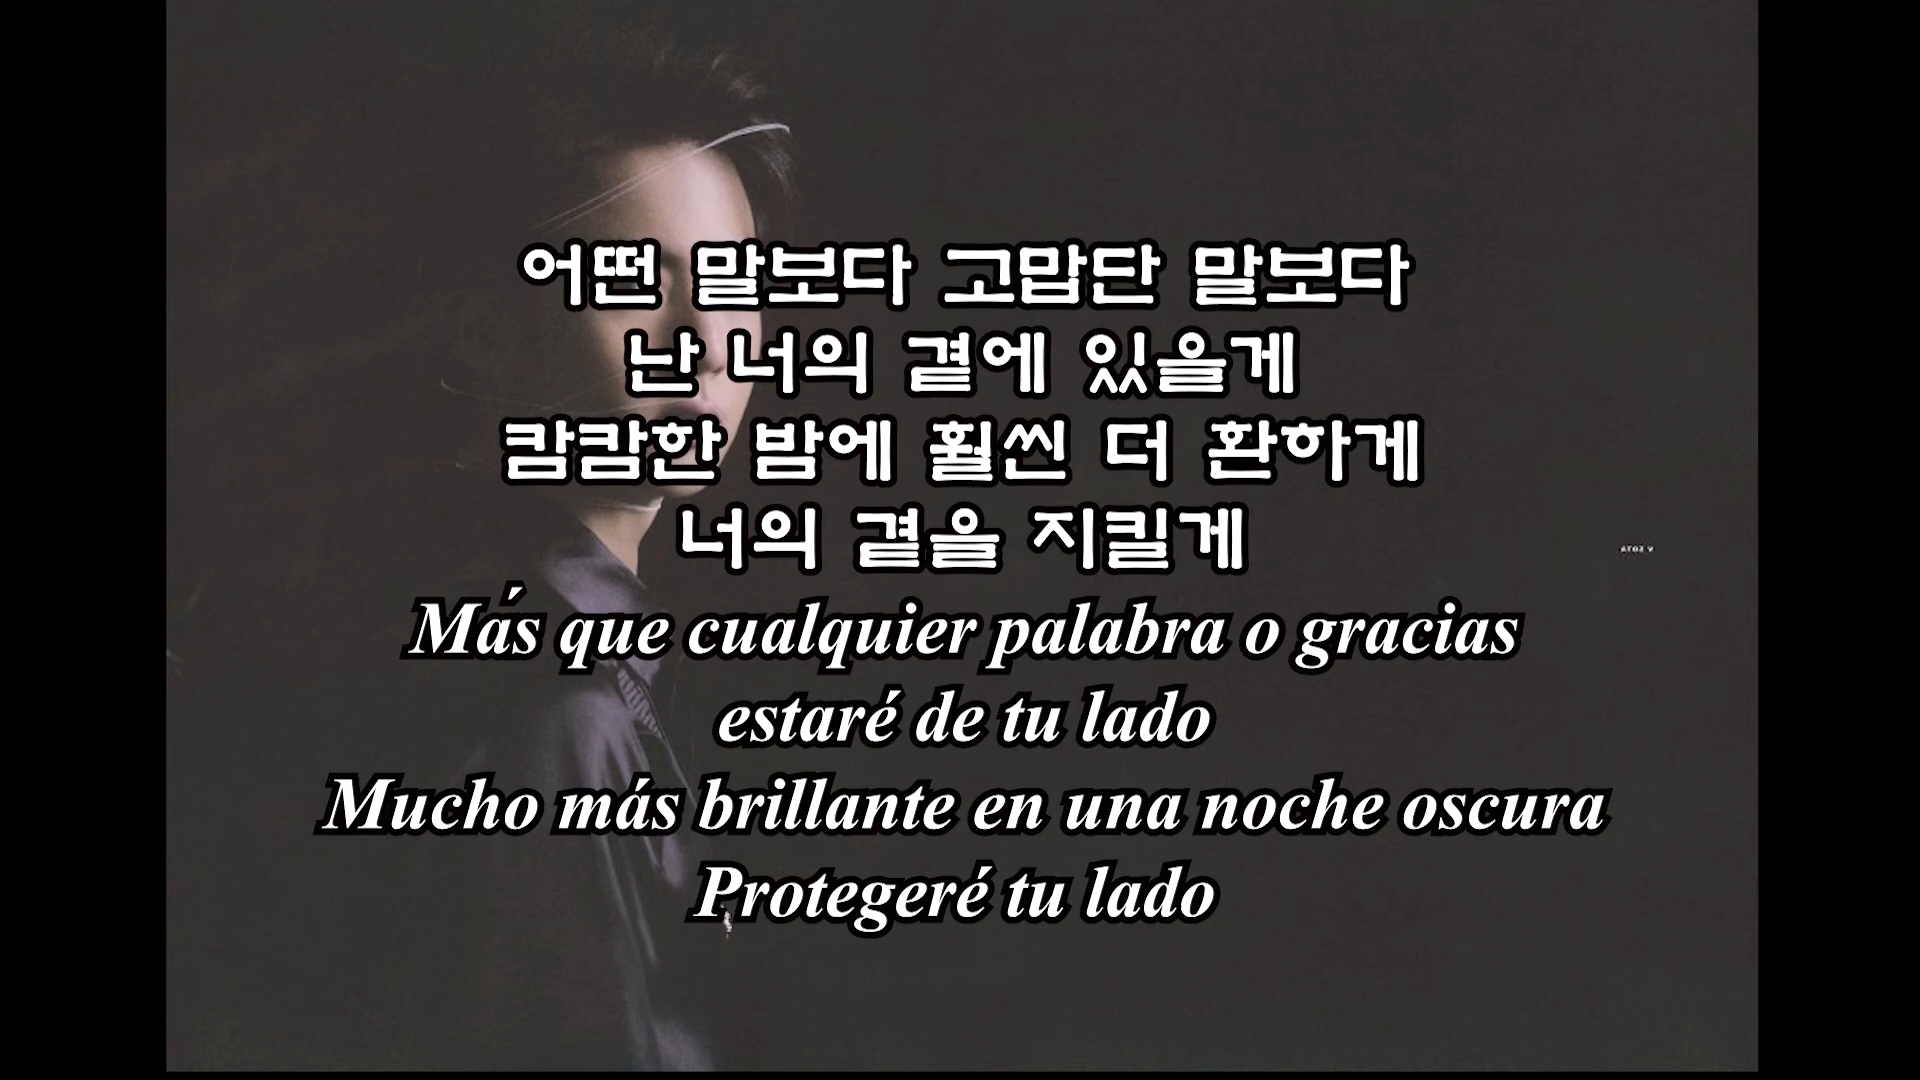 어떤 말보다 고맙단 말보다
난 너의 곁에 있을게
캄캄한 밤에 훨씬 더 환하게
너의 곁을 지킬게
Más que cualquier palabra o gracias
estaré de tu lado
Mucho más brillante en una noche oscura
Protegeré tu lado